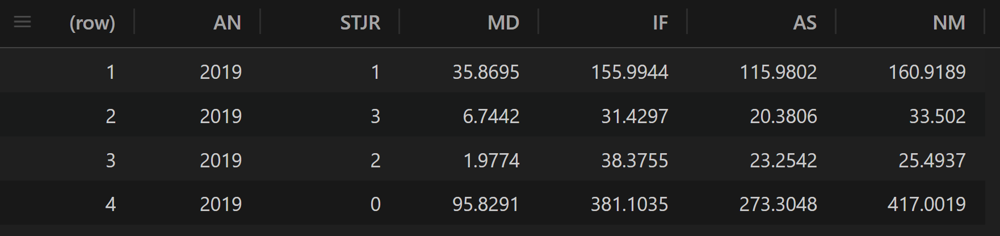 (row) AN STJR MD IF AS NM
1 2019 1 35.8695 155.9944 115.9802 160.9189
2 2019 3 6.7442 31.4297 20.3806 33.502
3 2019 2 1.9774 38.3755 23.2542 25.4937
4 2019 0 95.8291 381.1035 273.3048 417.0019